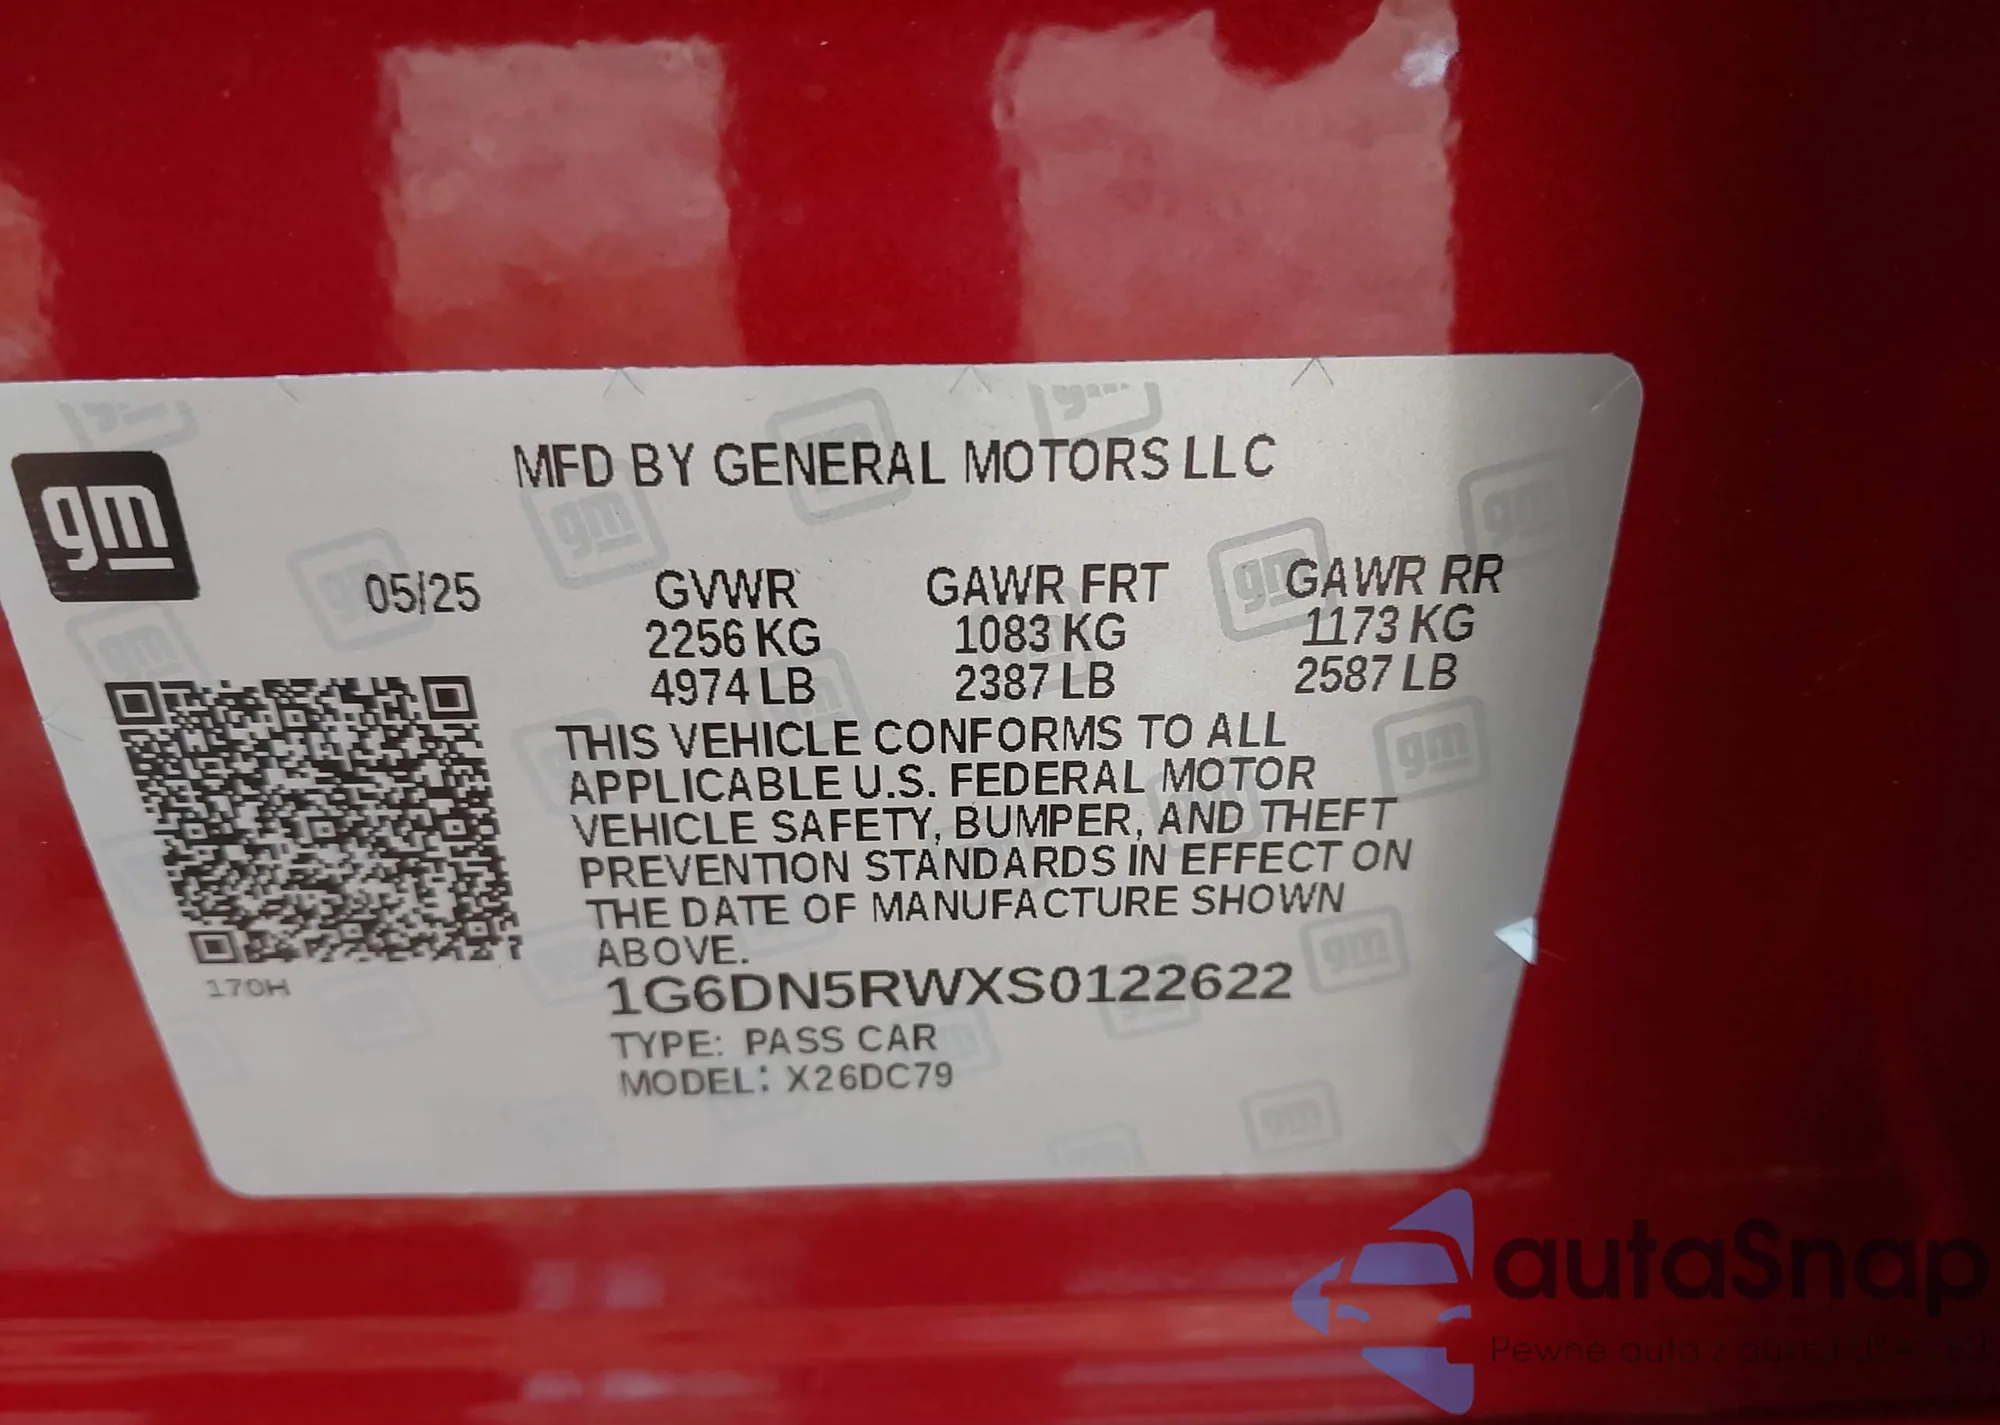 MFD BY GENERAL MOTORS LLC
gm
05/25 GVWR GAWR FRT GAWR RR
2256 KG 1083 KG 1173 KG
4974 LB 2387 LB 2587 LB
THIS VEHICLE CONFORMS TO ALL
APPLICABLE U.S. FEDERAL MOTOR
VEHICLE SAFETY, BUMPER, AND THEFT
PREVENTION STANDARDS IN EFFECT ON
THE DATE OF MANUFACTURE SHOWN
ABOVE.
170H
1G6DN5RWXS0122622
TYPE: PASS CAR
MODEL: X26DC79
autaSnap
Pewne auta z